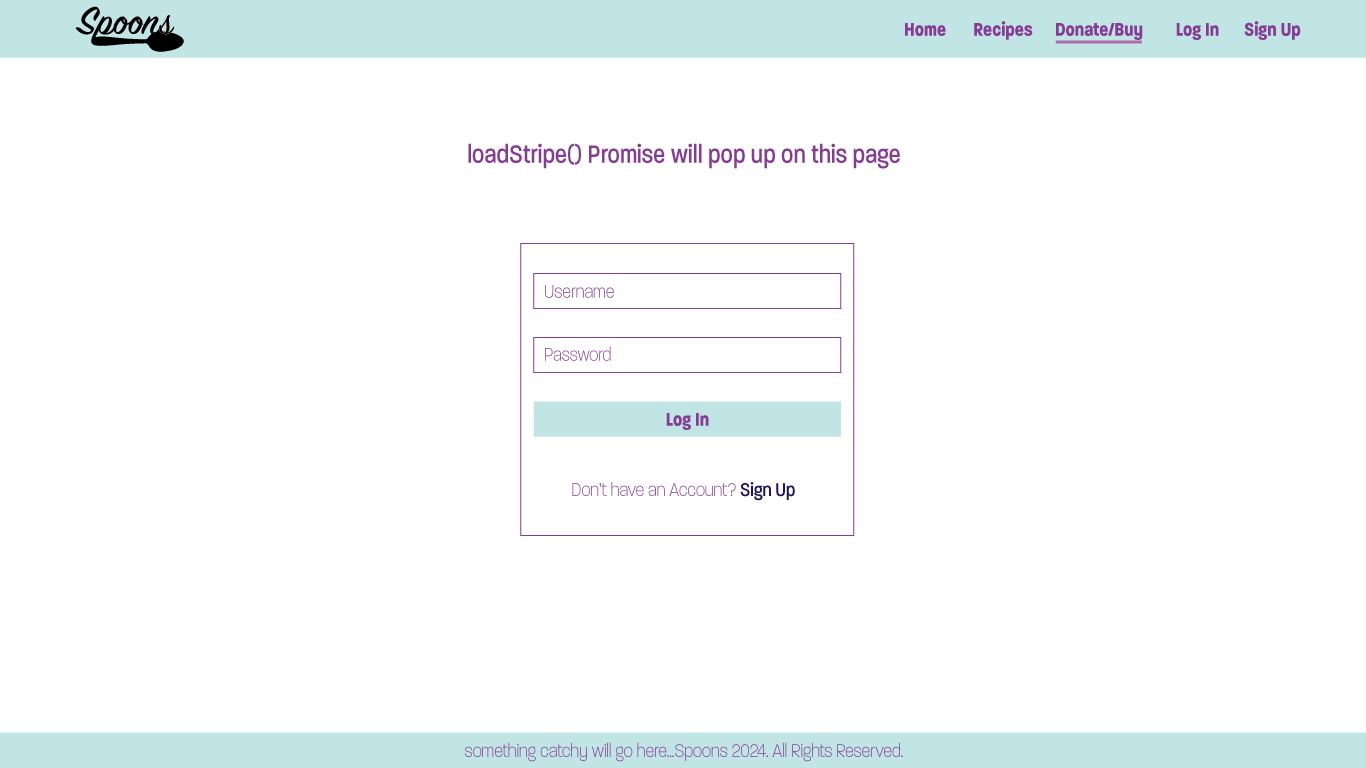 Spoons
Home Recipes Donate/Buy Log In Sign Up
loadStripe() Promise will pop up on this page
Username
Password
Log In
Don't have an Account? Sign Up
something catchy will go here...Spoons 2024. All Rights Reserved.